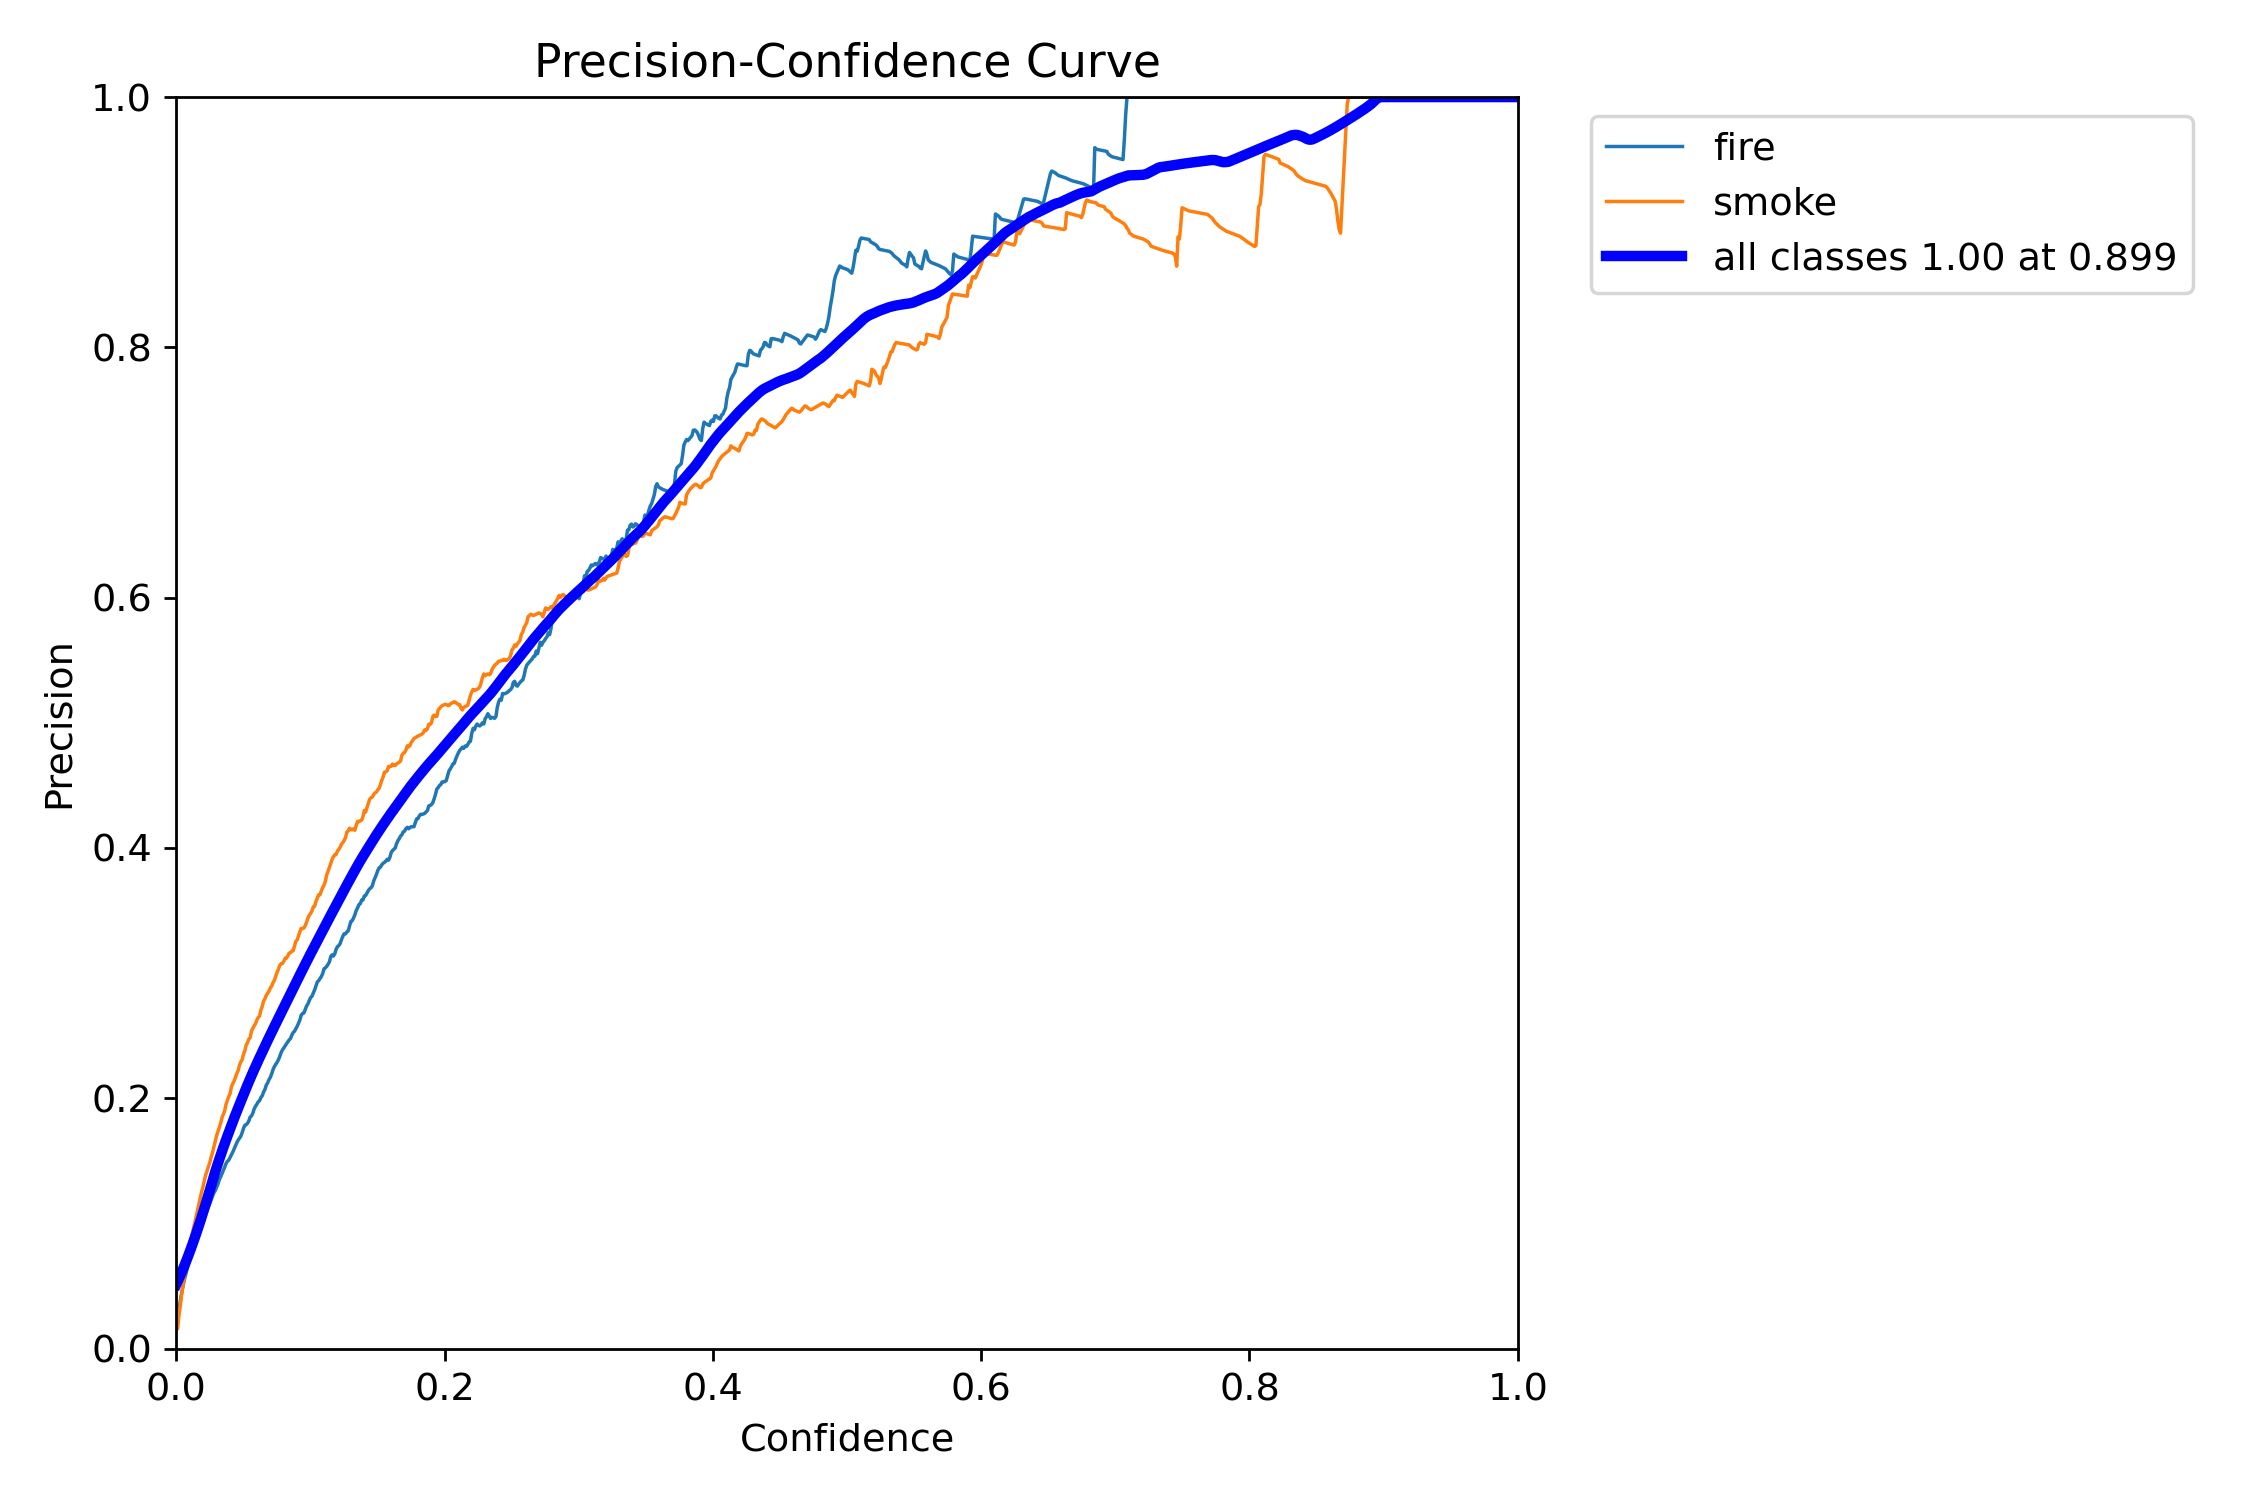 Precision-Confidence Curve
1.0
0.8
0.6
0.4
0.2
0.0
Precision
0.0 0.2 0.4 0.6 0.8 1.0
Confidence
fire
smoke
all classes 1.00 at 0.899